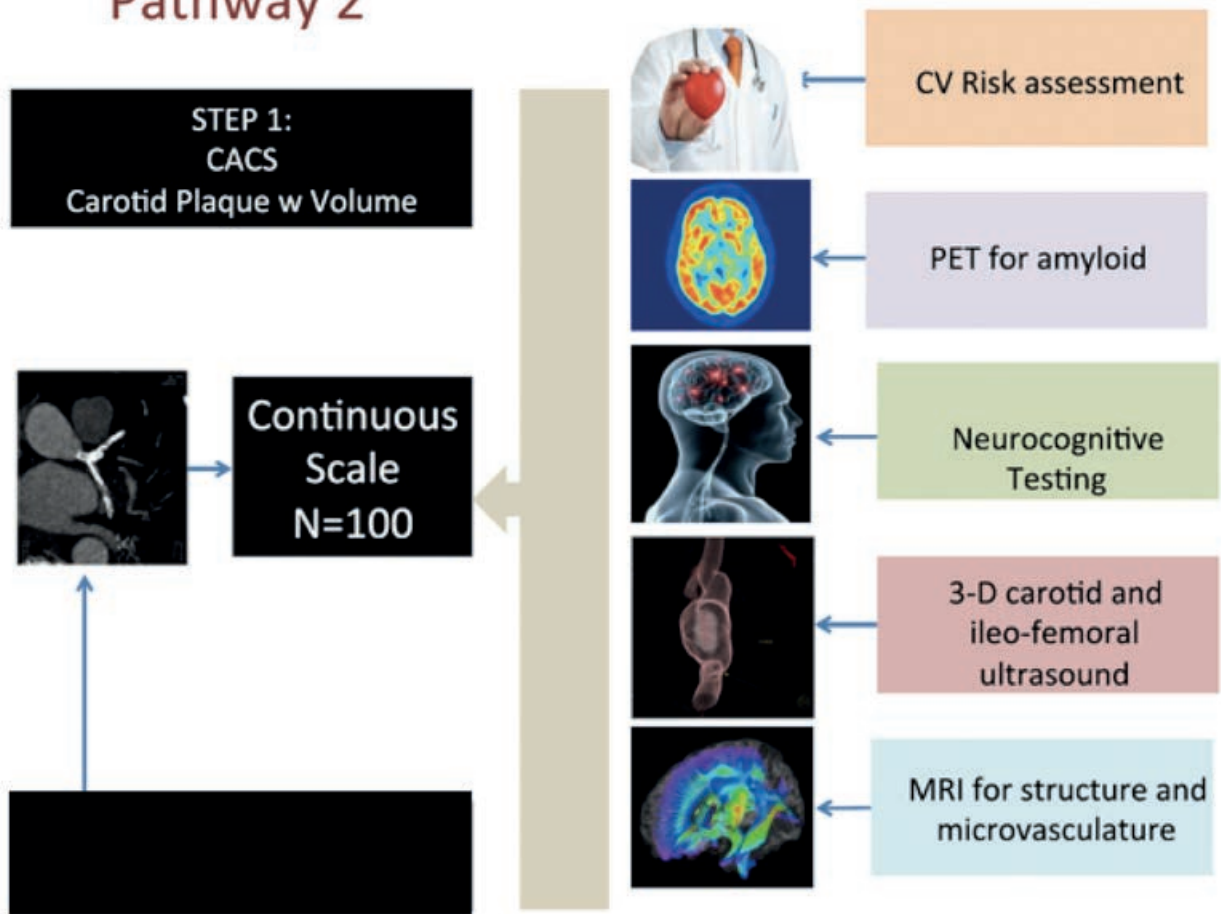 Pathway 2
STEP 1:
CACS
Carotid Plaque w Volume
Continuous
Scale
N=100
CV Risk assessment
PET for amyloid
Neurocognitive
Testing
3-D carotid and
ileo-femoral
ultrasound
MRI for structure and
microvasculature